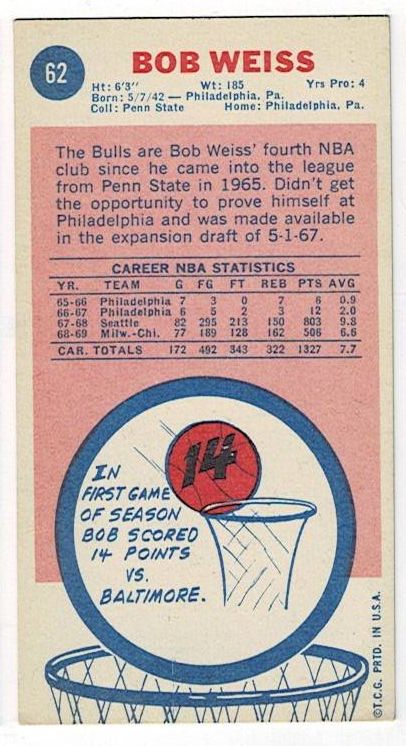 62
BOB WEISS
Ht: 6'3" Wt: 185 Yrs Pro: 4
Born: 5/7/42 — Philadelphia, Pa.
Coll: Penn State Home: Philadelphia, Pa.
The Bulls are Bob Weiss' fourth NBA
club since he came into the league
from Penn State in 1965. Didn't get
the opportunity to prove himself at
Philadelphia and was made available
in the expansion draft of 5-1-67.
CAREER NBA STATISTICS
YR. TEAM G FG FT REB PTS AVG
65-66 Philadelphia 7 3 0 7 6 0.9
66-67 Philadelphia 6 5 2 3 12 2.0
67-68 Seattle 82 295 213 150 803 9.8
68-69 Milw.-Chi. 77 189 128 162 506 6.6
CAR. TOTALS 172 492 343 322 1327 7.7
14
IN
FIRST GAME
OF SEASON
BOB SCORED
14 POINTS
VS.
BALTIMORE.
©T.C.G. PRTD. IN U.S.A.